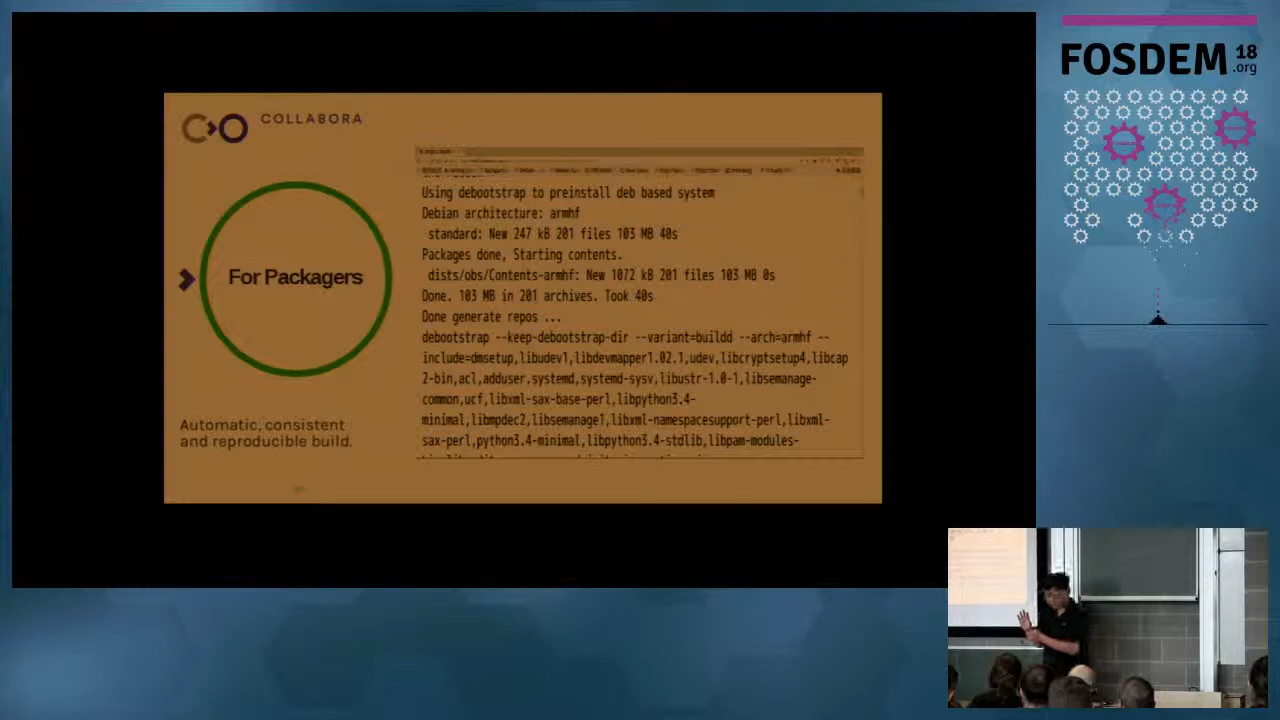 COLLABORA
For Packagers
Automatic, consistent
and reproducible build.
Using debootstrap to preinstall deb based system
Debian architecture: armhf
standard: New 247 kB 201 files 103 MB 40s
Packages done, Starting contents.
dists/obs/Contents-armhf: New 1072 kB 201 files 103 MB 0s
Done. 103 MB in 201 archives. Took 40s
Done generate repos ...
debootstrap --keep-debootstrap-dir --variant=buildd --arch=armhf --
include=dmsetup,libudev1,libdevmapper1.02.1,udev,libcryptsetup4,libcap
2-bin,acl,adduser,systemd,systemd-sysv,libustr-1.0-1,libsemanage-
common,ucf,libxml-sax-base-perl,libpython3.4-
minimal,libmpdec2,libsemanage1,libxml-namespacesupport-perl,libxml-
sax-perl,python3.4-minimal,libpython3.4-stdlib,libpam-modules-
FOSDEM 18
.org